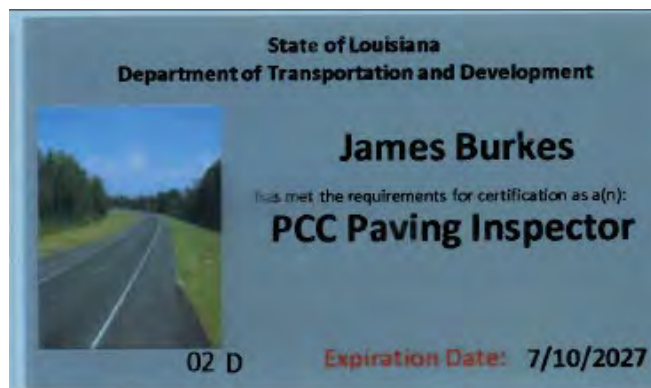 State of Louisiana
Department of Transportation and Development
James Burkes
has met the requirements for certification as a(n):
PCC Paving Inspector
02 D
Expiration Date: 7/10/2027